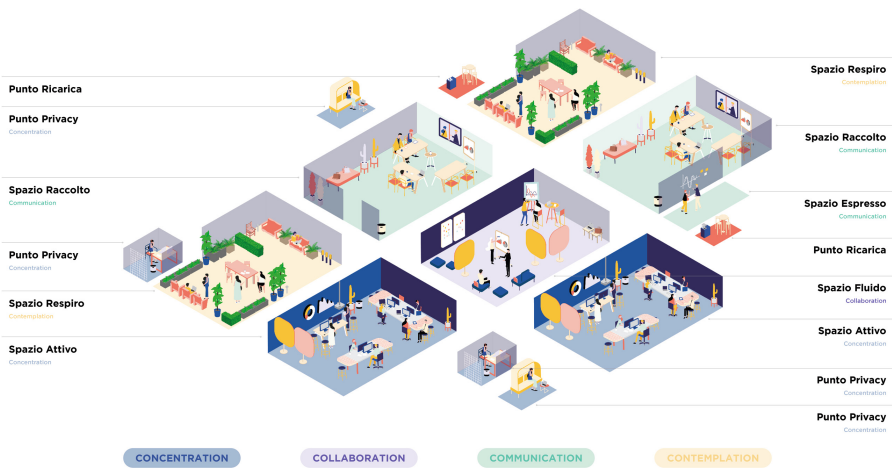 Punto Ricarica
Punto Privacy
Concentration
Spazio Raccolto
Communication
Punto Privacy
Concentration
Spazio Respiro
Contemplation
Spazio Attivo
Concentration
Spazio Respiro
Contemplation
Spazio Raccolto
Communication
Spazio Espresso
Communication
Punto Ricarica
Spazio Fluido
Collaboration
Spazio Attivo
Concentration
Punto Privacy
Concentration
Punto Privacy
Concentration
CONCENTRATION
COLLABORATION
COMMUNICATION
CONTEMPLATION